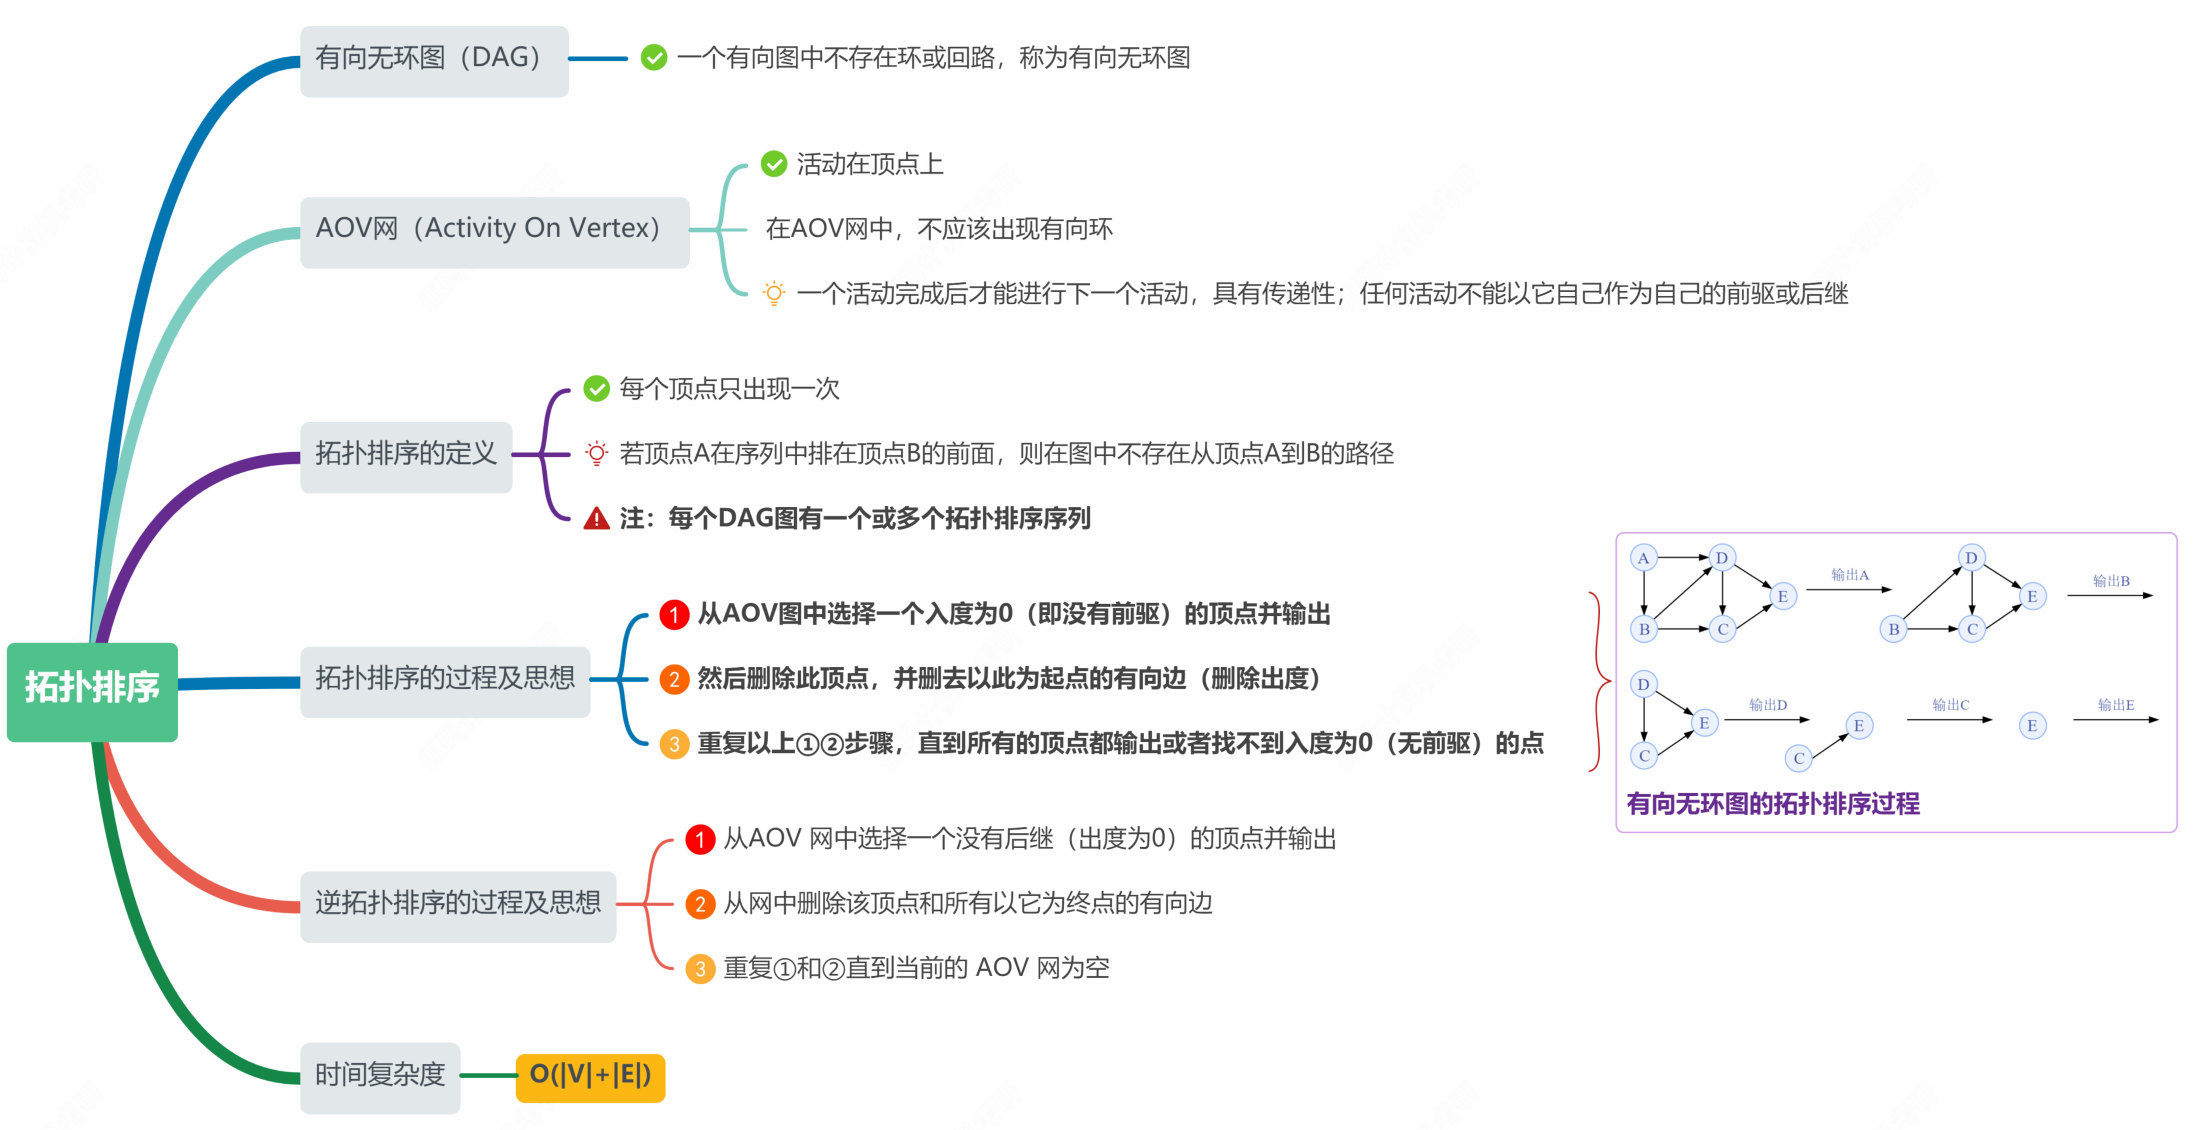 有向无环图（DAG）
一个有向图中不存在环或回路，称为有向无环图
AOV网（Activity On Vertex）
活动在顶点上
在AOV网中，不应该出现有向环
一个活动完成后才能进行下一个活动，具有传递性；任何活动不能以它自己作为自己的前驱或后继
拓扑排序的定义
每个顶点只出现一次
若顶点A在序列中排在顶点B的前面，则在图中不存在从顶点A到B的路径
注：每个DAG图有一个或多个拓扑排序序列
拓扑排序
拓扑排序的过程及思想
1 从AOV图中选择一个入度为0（即没有前驱）的顶点并输出
2 然后删除此顶点，并删去以此为起点的有向边（删除出度）
3 重复以上①②步骤，直到所有的顶点都输出或者找不到入度为0（无前驱）的点
A D E B C
输出A
D E B C
输出B
D E C
输出D
E C
输出C
E
输出E
有向无环图的拓扑排序过程
逆拓扑排序的过程及思想
1 从AOV 网中选择一个没有后继（出度为0）的顶点并输出
2 从网中删除该顶点和所有以它为终点的有向边
3 重复①和②直到当前的 AOV 网为空
时间复杂度
O(|V|+|E|)